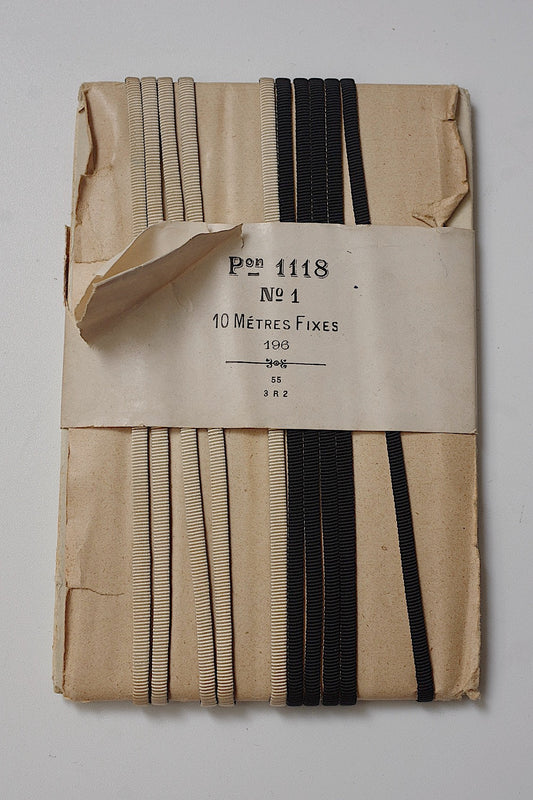 Pon 1118
No 1
10 MÉTRES FIXES
196
55
3 R 2